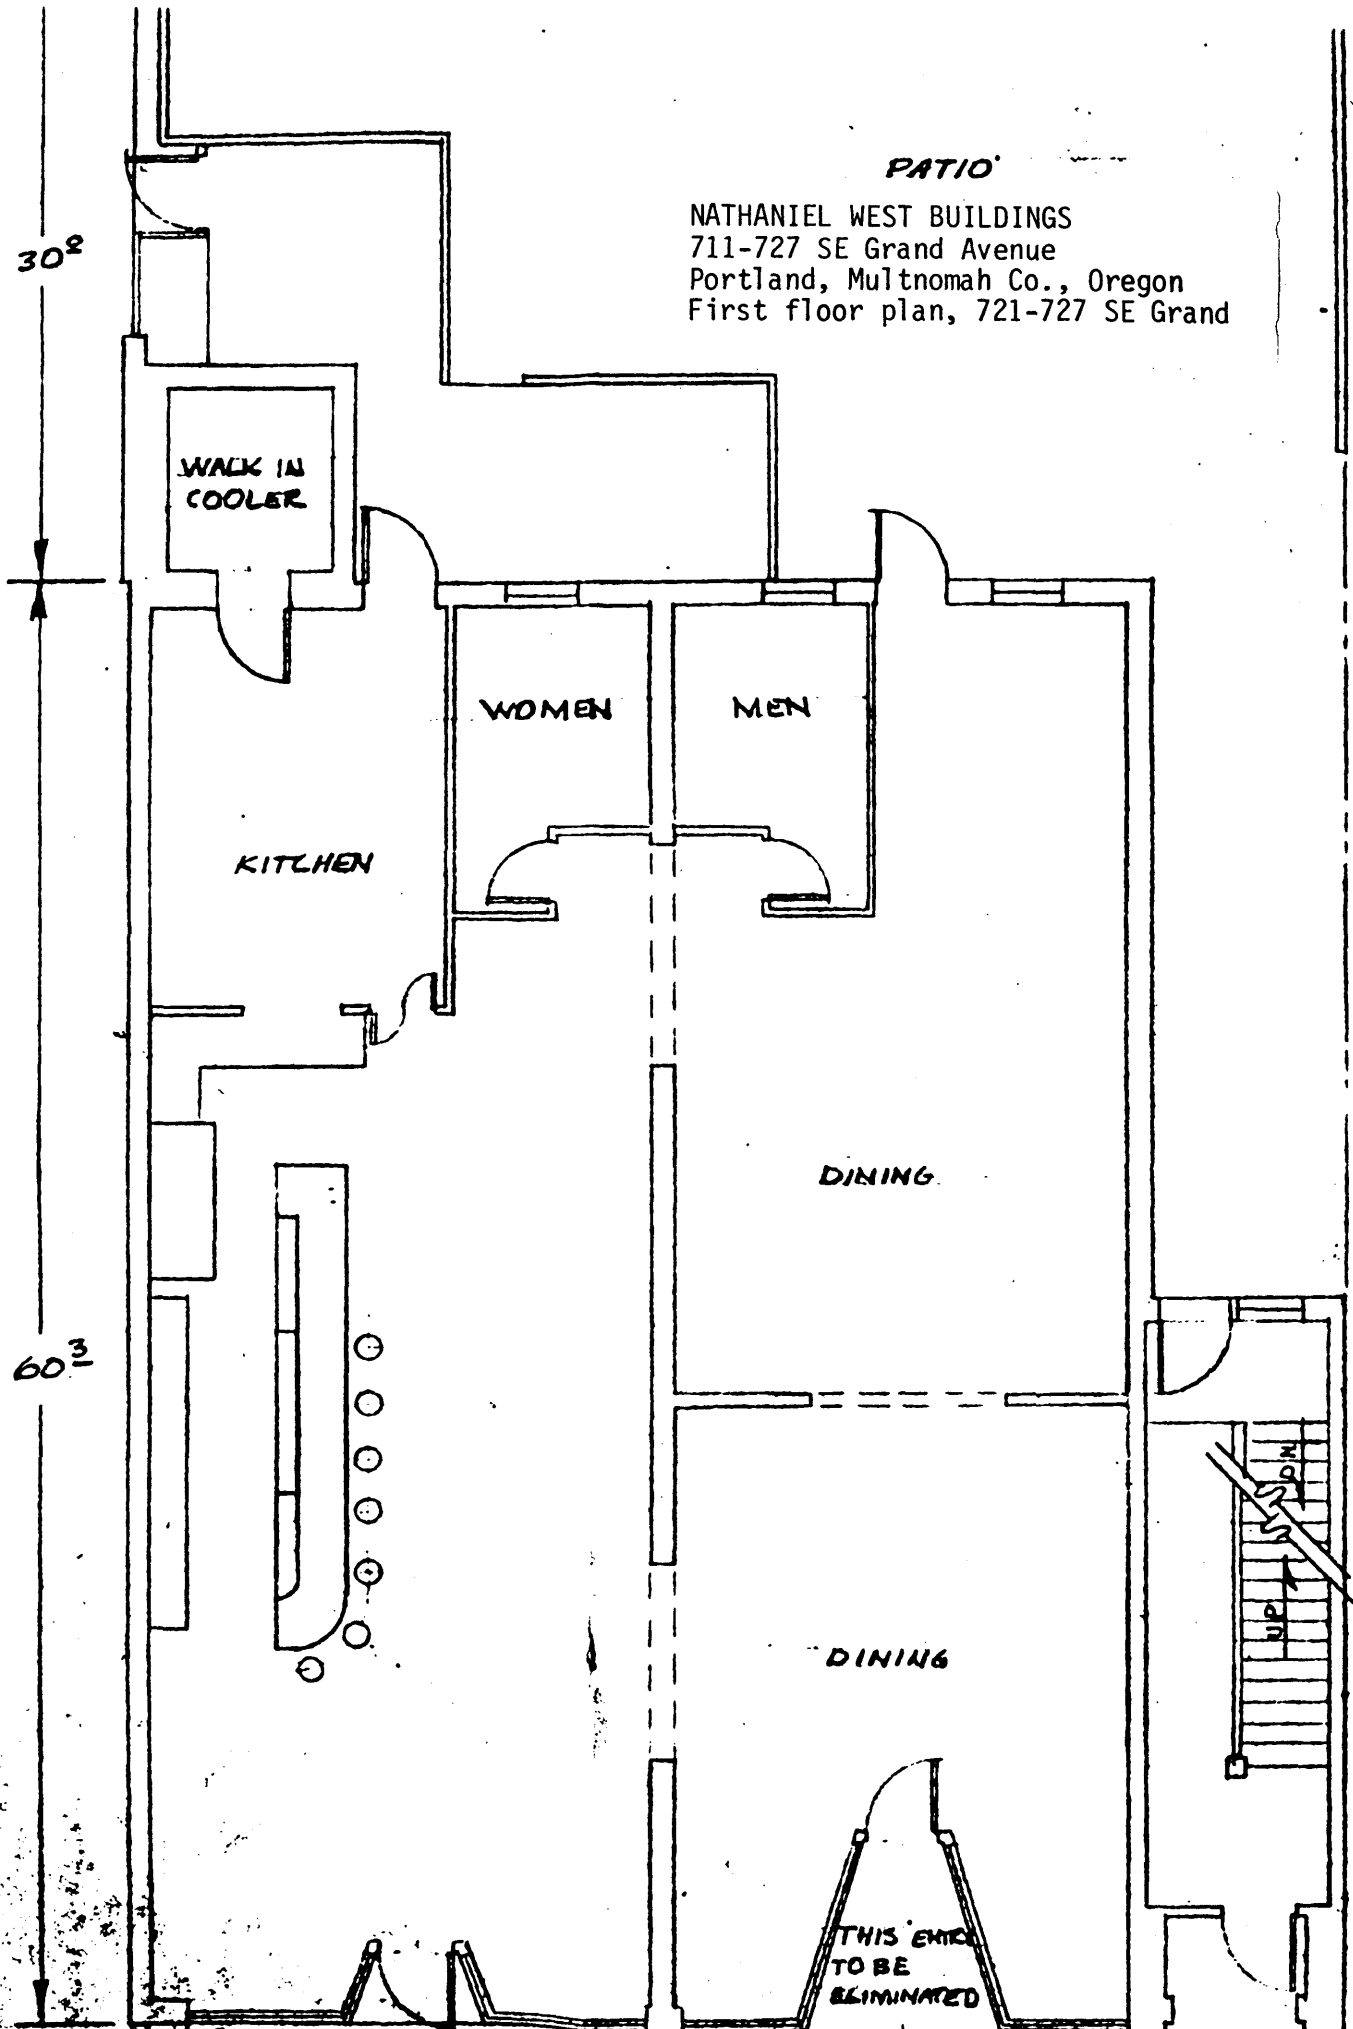 PATIO
NATHANIEL WEST BUILDINGS
711-727 SE Grand Avenue
Portland, Multnomah Co., Oregon
First floor plan, 721-727 SE Grand
30º
WALK IN
COOLER
WOMEN
MEN
KITCHEN
DINING
60³
DN
UP
DINING
THIS ENTRY
TO BE
ELIMINATED